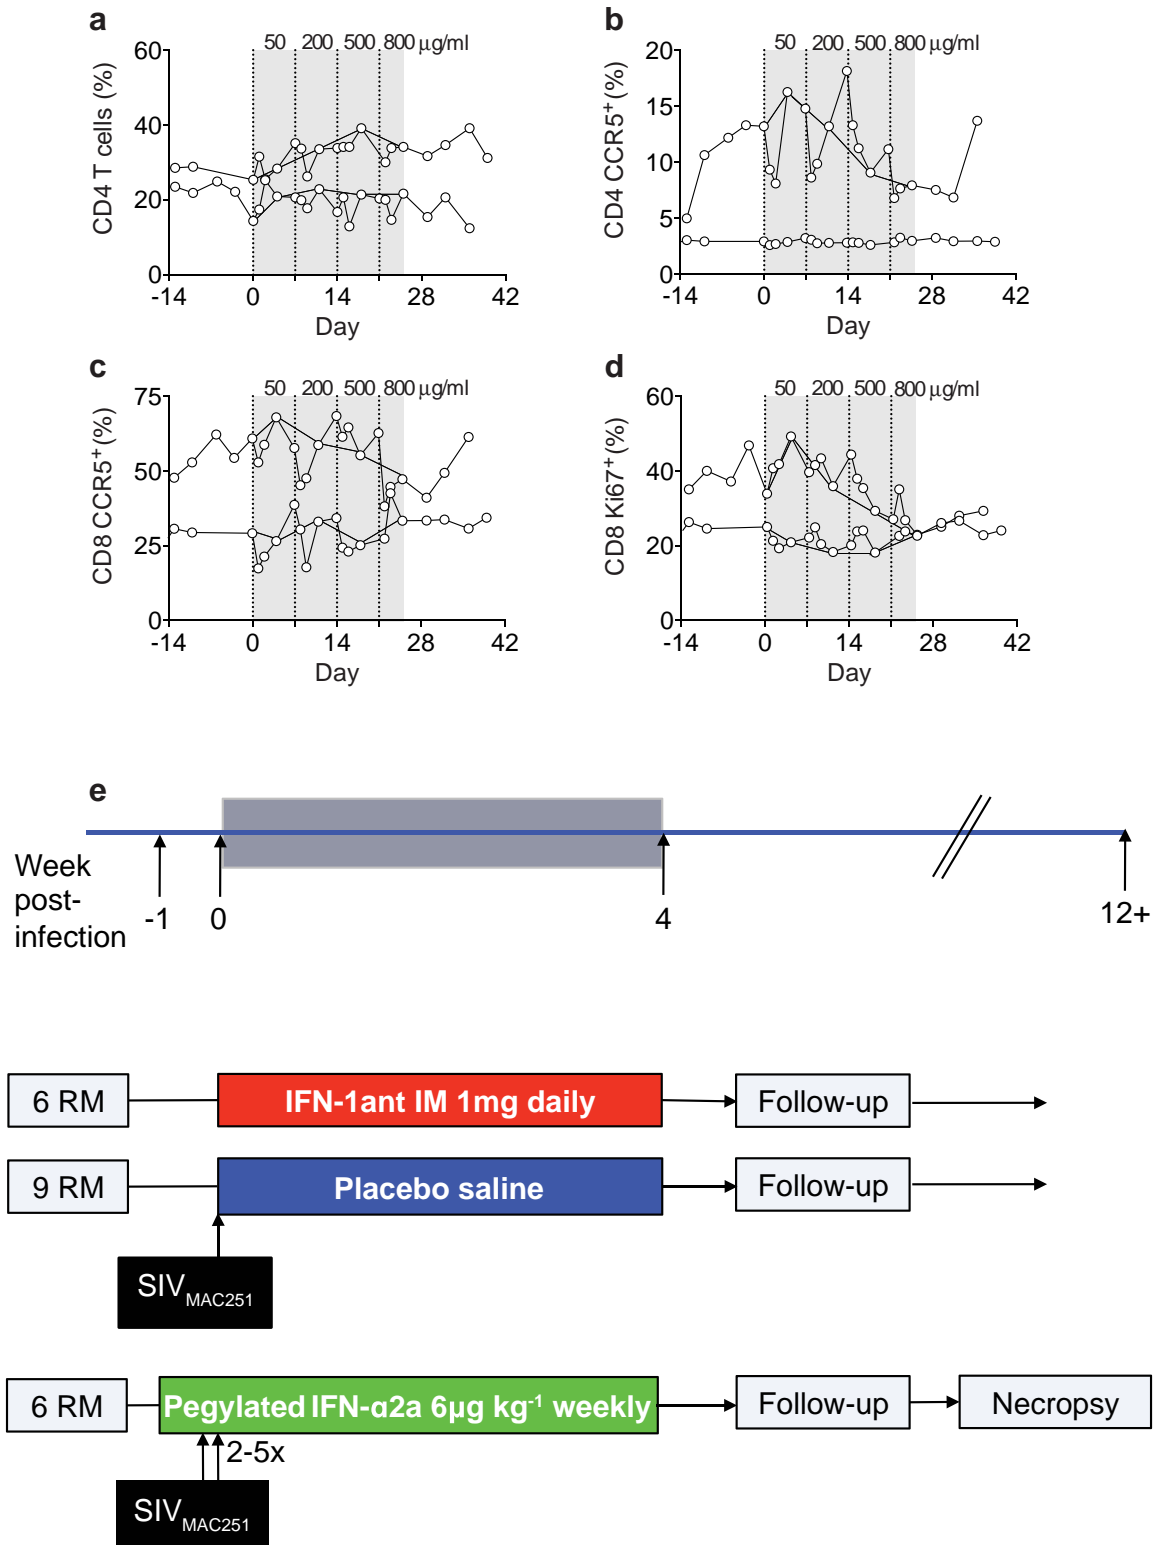 a
50 200 500 800 μg/ml
CD4 T cells (%)
60
40
20
0
-14 0 14 28 42
Day
b
50 200 500 800 μg/ml
CD4 CCR5⁺ (%)
20
15
10
5
0
-14 0 14 28 42
Day
c
50 200 500 800 μg/ml
CD8 CCR5⁺ (%)
75
50
25
0
-14 0 14 28 42
Day
d
50 200 500 800 μg/ml
CD8 Ki67⁺ (%)
60
40
20
0
-14 0 14 28 42
Day
e
Week
post-
infection
-1 0 4 12+
6 RM IFN-1ant IM 1mg daily Follow-up
9 RM Placebo saline Follow-up
SIV MAC251
6 RM Pegylated IFN-α2a 6μg kg⁻¹ weekly Follow-up Necropsy
2-5x
SIV MAC251